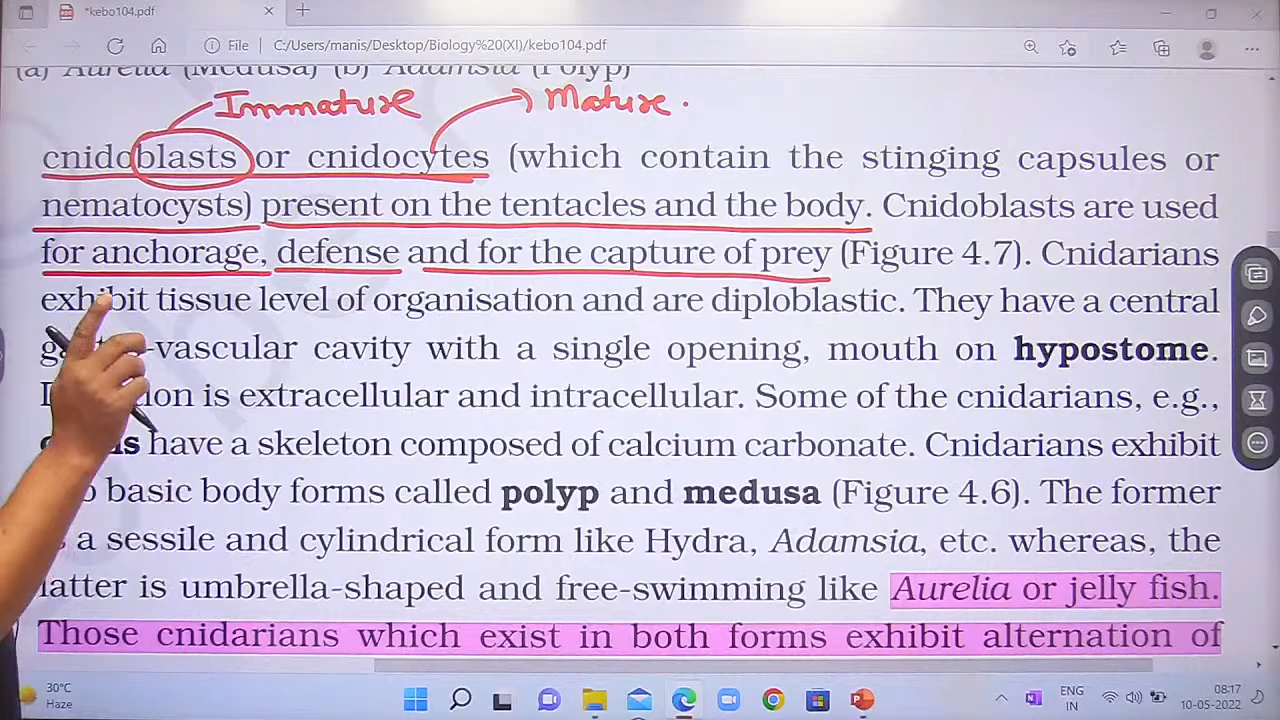 *kebo104.pdf
File | C:/Users/manis/Desktop/Biology%20(XI)/kebo104.pdf
(a) Aurelia (Medusa) (b) Adamsia (Polyp)
Immature Mature.
cnidoblasts or cnidocytes (which contain the stinging capsules or
nematocysts) present on the tentacles and the body. Cnidoblasts are used
for anchorage, defense and for the capture of prey (Figure 4.7). Cnidarians
exhibit tissue level of organisation and are diploblastic. They have a central
vascular cavity with a single opening, mouth on hypostome.
is extracellular and intracellular. Some of the cnidarians, e.g.,
have a skeleton composed of calcium carbonate. Cnidarians exhibit
basic body forms called polyp and medusa (Figure 4.6). The former
a sessile and cylindrical form like Hydra, Adamsia, etc. whereas, the
latter is umbrella-shaped and free-swimming like Aurelia or jelly fish.
Those cnidarians which exist in both forms exhibit alternation of
30°C
Haze
ENG
IN
08:17
10-05-2022